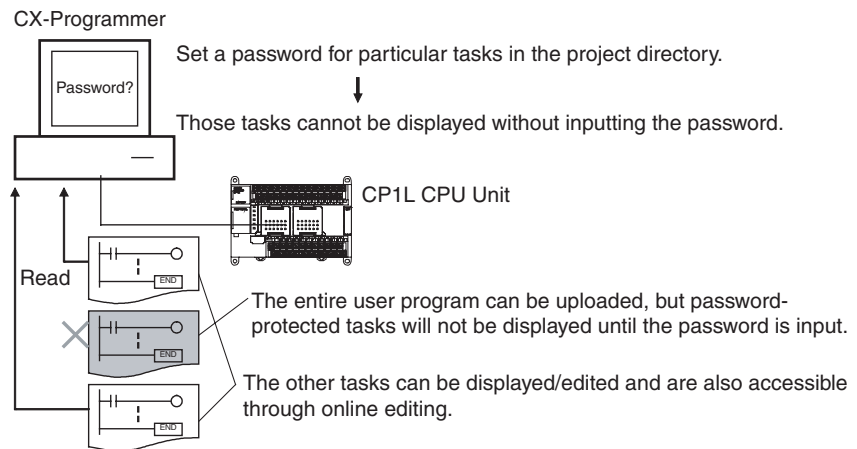 CX-Programmer
Set a password for particular tasks in the project directory.
Password?
Those tasks cannot be displayed without inputting the password.
CP1L CPU Unit
Read
END
The entire user program can be uploaded, but password-
protected tasks will not be displayed until the password is input.
END
The other tasks can be displayed/edited and are also accessible
through online editing.
END